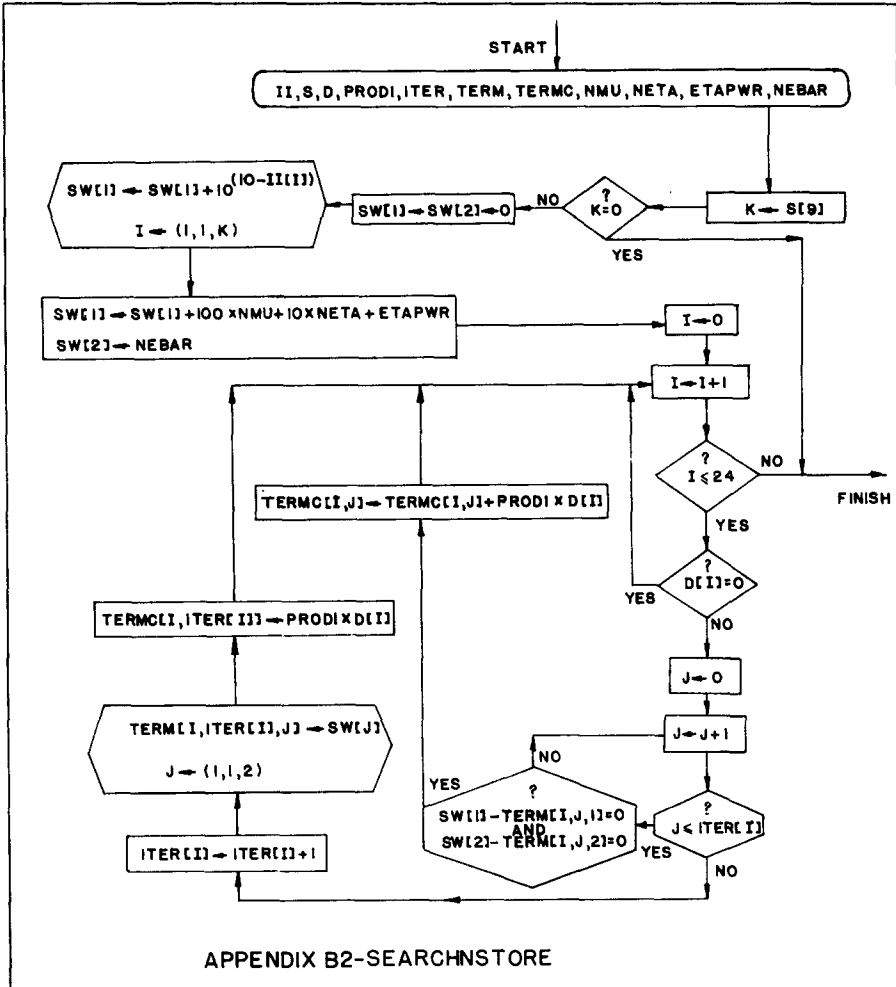 START
II,S,D,PRODI,ITER,TERM,TERMC,NMU,NETA,ETAPWR,NEBAR
K ← S[9]
?
K=0
NO
YES
SW[1] ← SW[2] ← 0
SW[1] ← SW[1] + 10^(10-II[I])
I ← (1,1,K)
SW[1] ← SW[1] + 100 × NMU + 10 × NETA + ETAPWR
SW[2] ← NEBAR
I ← 0
I ← I+1
?
I ⩽ 24
NO
FINISH
YES
?
D[I]=0
YES
NO
J ← 0
J ← J+1
?
J ⩽ ITER[I]
YES
NO
?
SW[1]-TERM[I,J,1]=0
AND
SW[2]-TERM[I,J,2]=0
NO
YES
TERMC[I,J] ← TERMC[I,J] + PRODI × D[I]
ITER[I] ← ITER[I]+1
TERM[I,ITER[I],J] ← SW[J]
J ← (1,1,2)
TERMC[I,ITER[I]] ← PRODI × D[I]
APPENDIX B2-SEARCHNSTORE